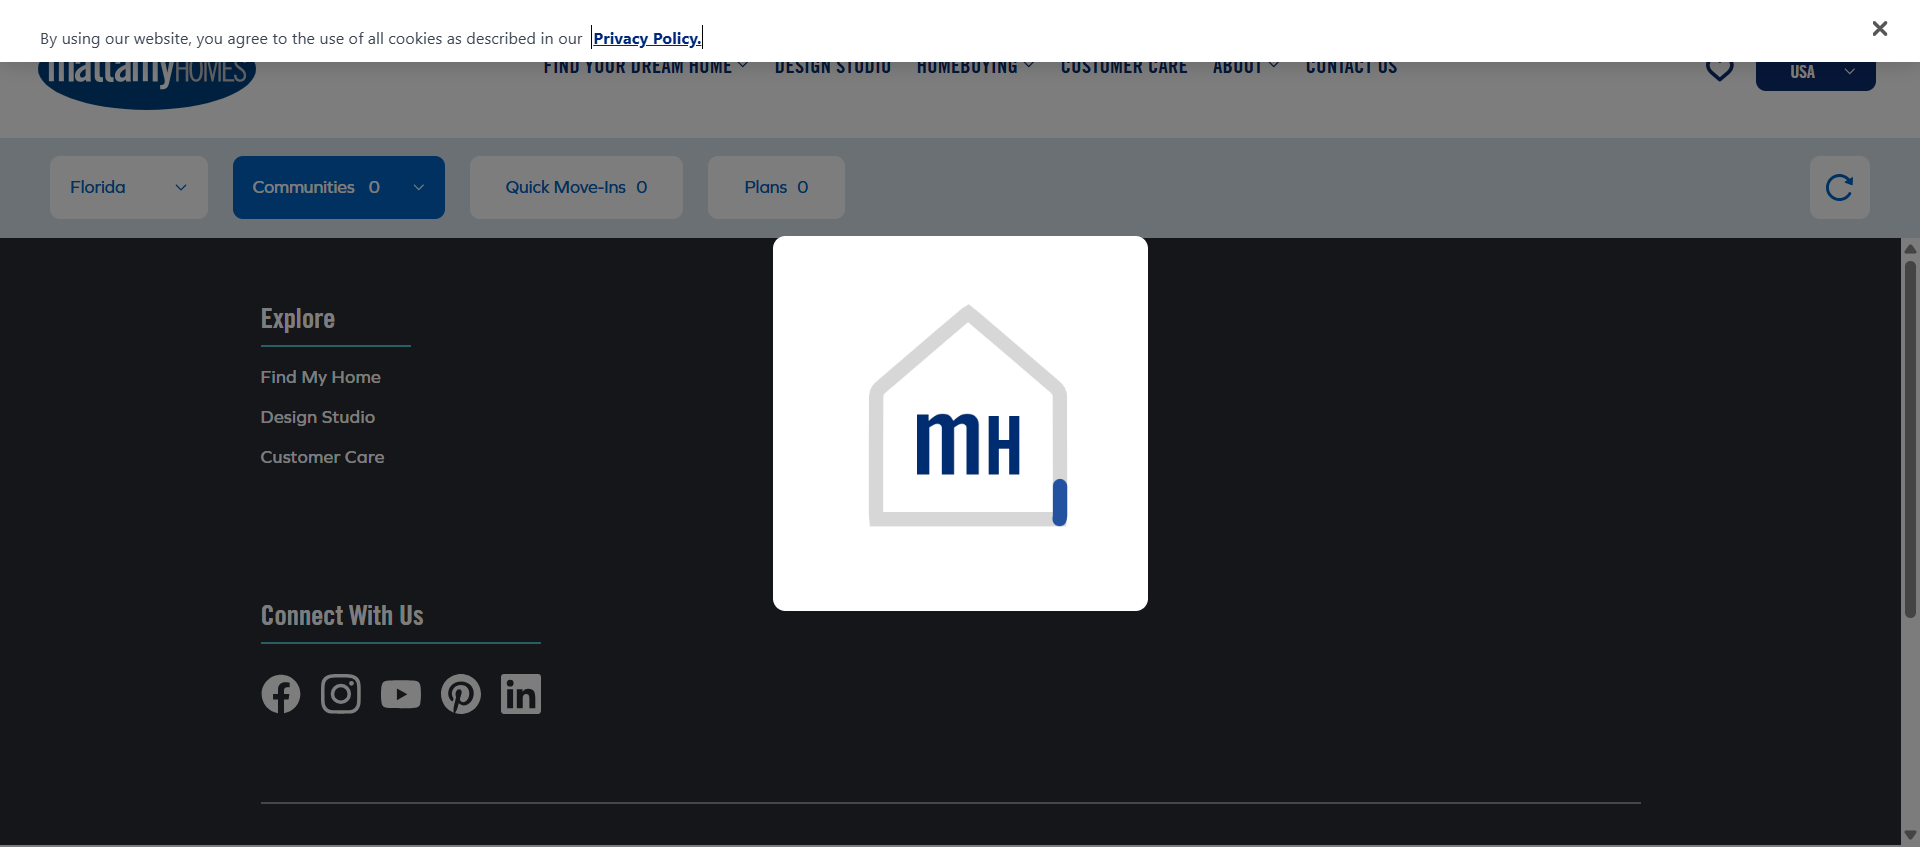 By using our website, you agree to the use of all cookies as described in our Privacy Policy.
mattamyHOMES
FIND YOUR DREAM HOME DESIGN STUDIO HOMEBUYING CUSTOMER CARE ABOUT CONTACT US
USA
Florida
Communities 0
Quick Move-Ins 0
Plans 0
Explore
Find My Home
Design Studio
Customer Care
mH
Connect With Us